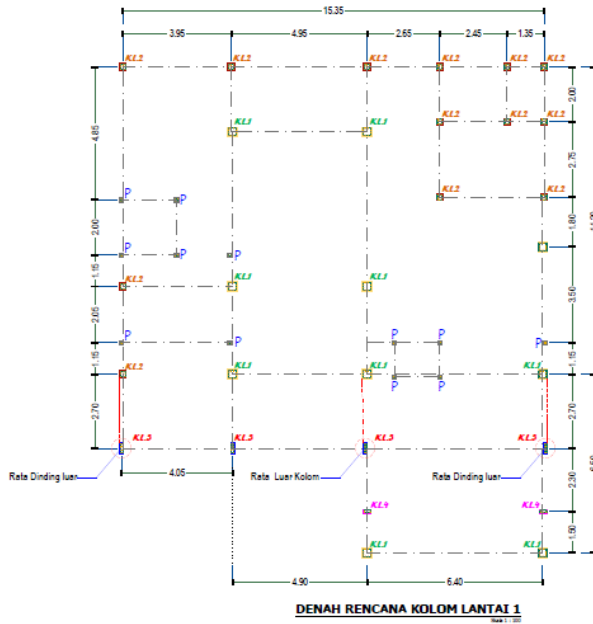 15.35
3.95 4.95 2.65 2.45 1.35
KL2 KL2 KL2 KL2 KL2 KL2
2.00
KL1 KL1 KL2 KL2 KL2
4.85
2.75
KL2 KL2
P P
1.80
2.00
P P P
1.15
KL2 KL1 KL1
3.50
2.05
P P P P P
1.15 1.15
KL2 KL1 KL1 KL1
P P
2.70 2.70
KL3 KL3 KL3 KL3
Rata Dinding luar Rata Luar Kolom Rata Dinding luar
4.05
2.30
KL4 KL4
1.50
KL1 KL1
4.90 6.40
DENAH RENCANA KOLOM LANTAI 1